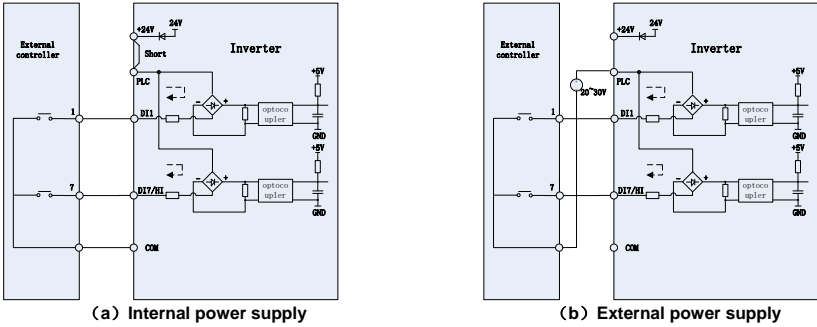 External
controller
+24V
24V
Short
Inverter
PLC
+5V
1
DI1
-
+
optoco
upler
GND
+5V
7
DI7/HI
-
+
optoco
upler
GND
COM
(a) Internal power supply
External
controller
+24V
24V
Inverter
PLC
20~30V
+5V
1
DI1
-
+
optoco
upler
GND
+5V
7
DI7/HI
-
+
optoco
upler
GND
COM
(b) External power supply